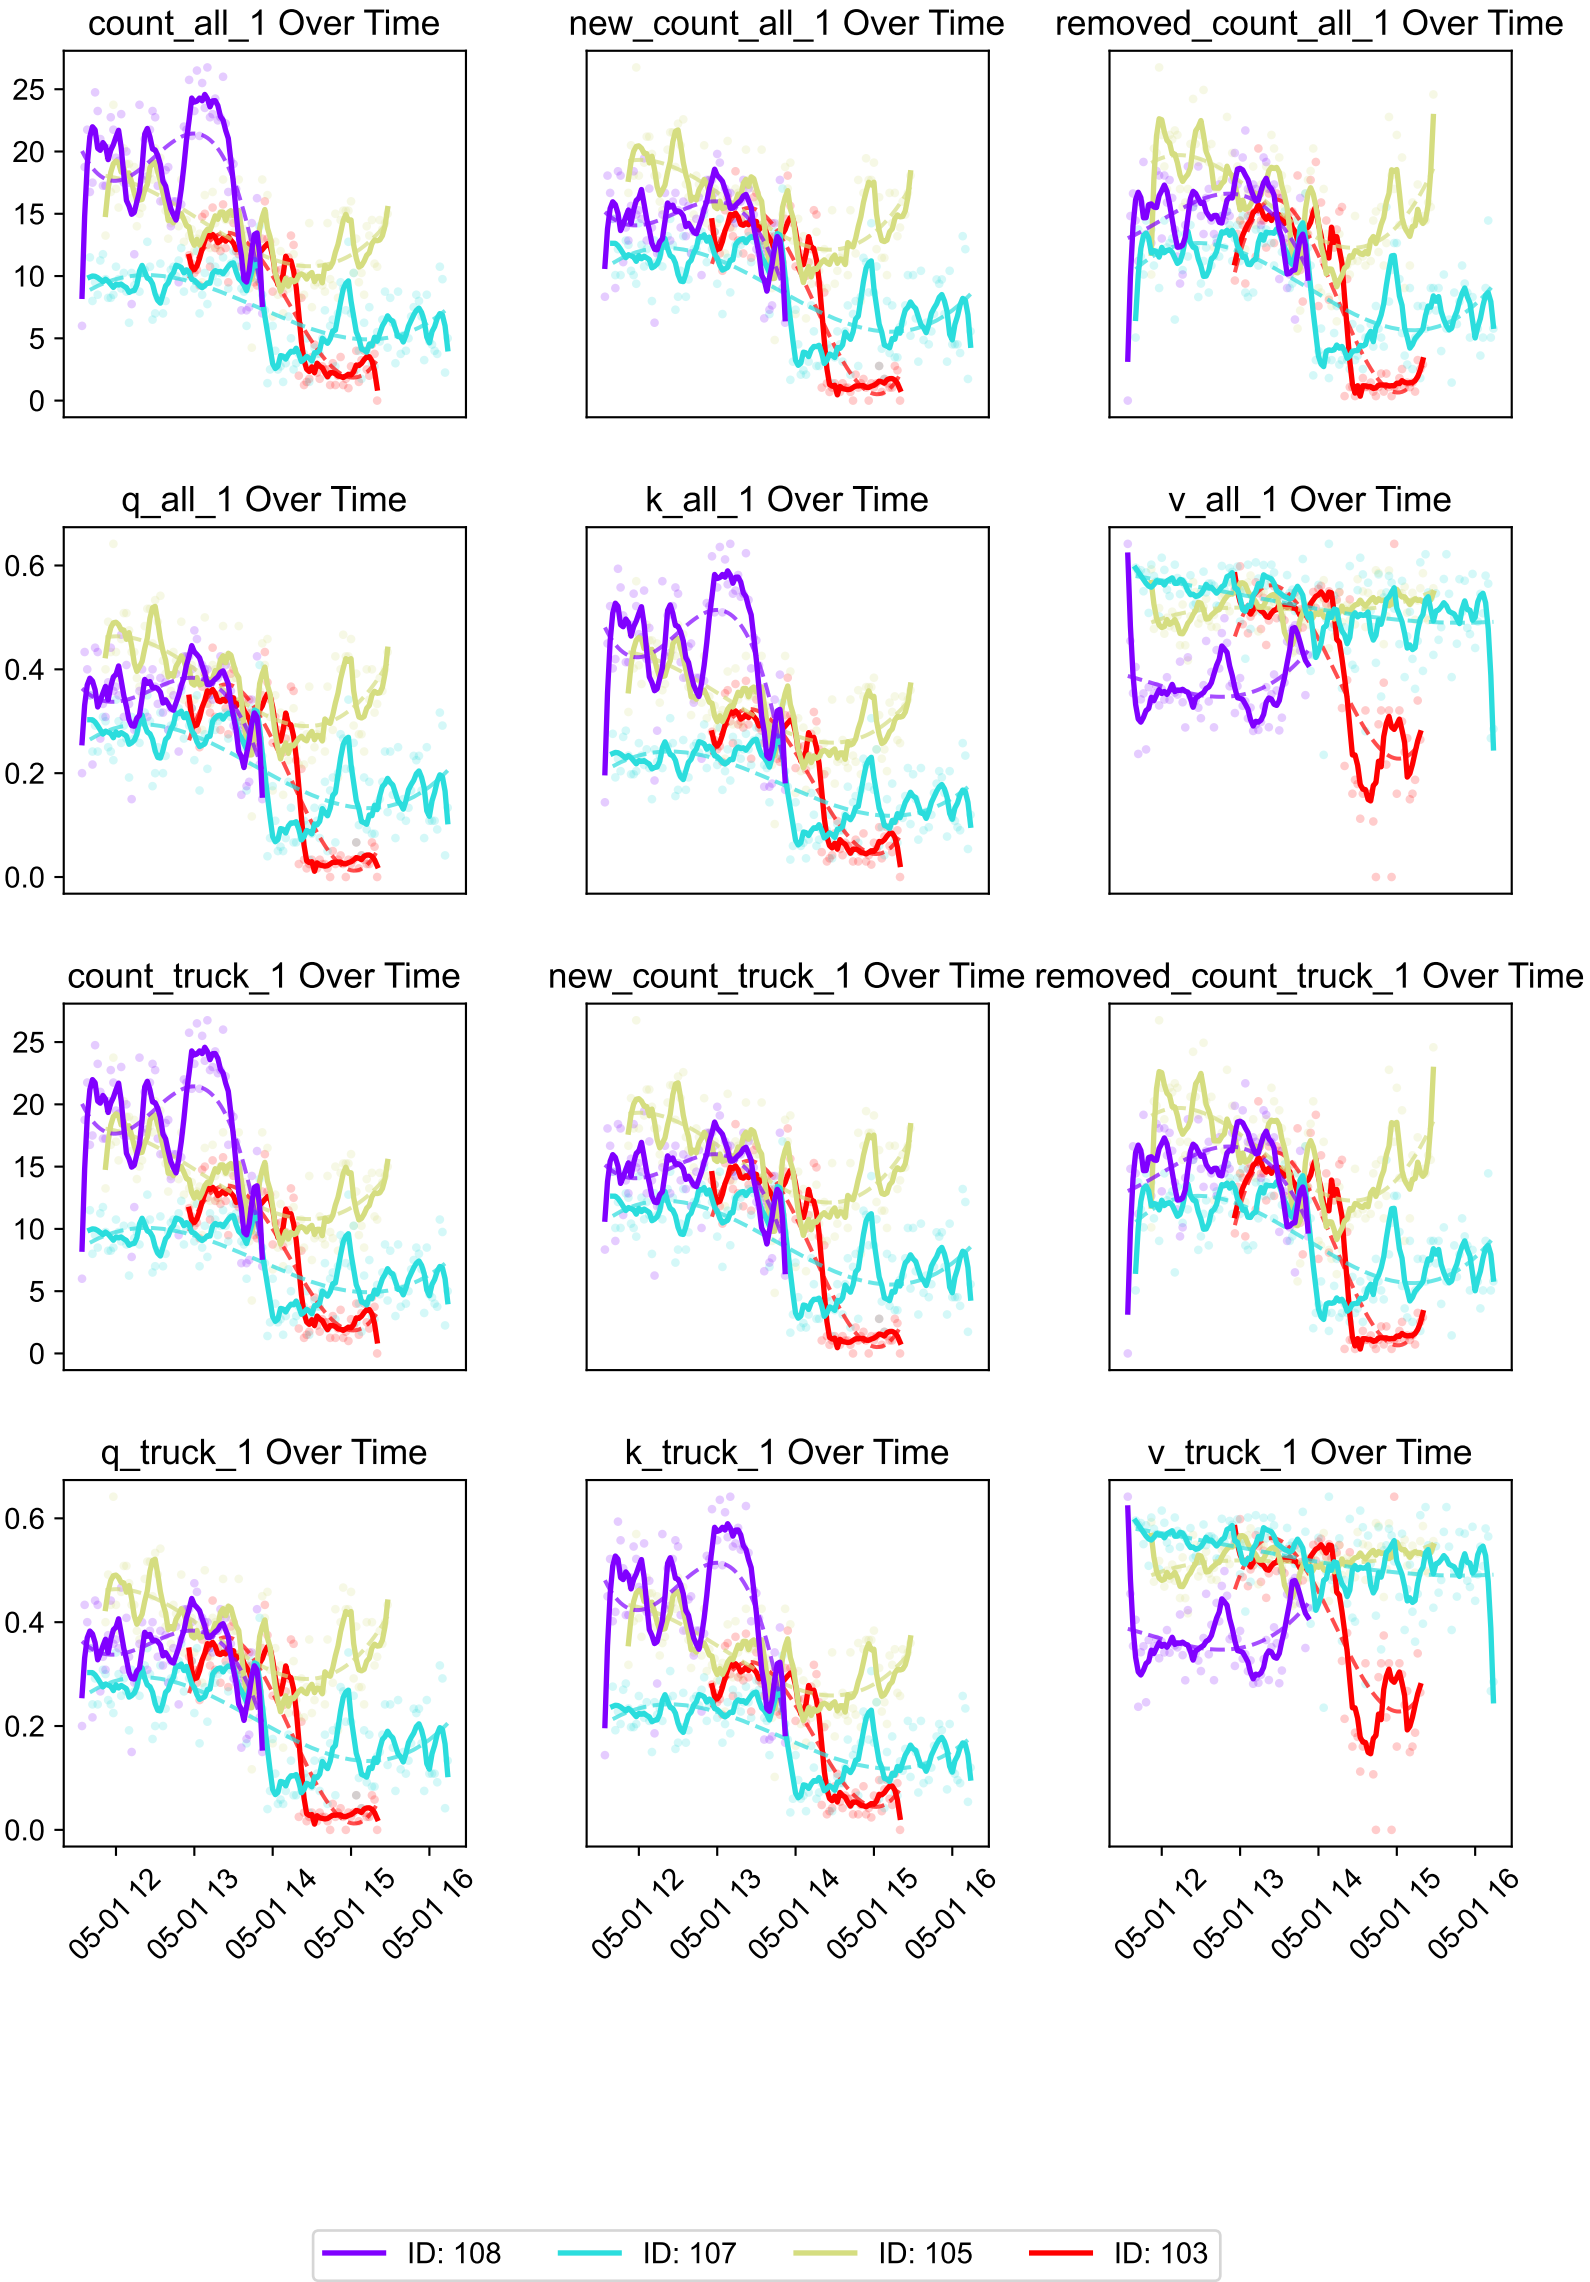 count_all_1 Over Time
new_count_all_1 Over Time
removed_count_all_1 Over Time
25
20
15
10
5
0
q_all_1 Over Time
k_all_1 Over Time
v_all_1 Over Time
0.6
0.4
0.2
0.0
count_truck_1 Over Time
new_count_truck_1 Over Time
removed_count_truck_1 Over Time
25
20
15
10
5
0
q_truck_1 Over Time
k_truck_1 Over Time
v_truck_1 Over Time
0.6
0.4
0.2
0.0
05-01 12
05-01 13
05-01 14
05-01 15
05-01 16
05-01 12
05-01 13
05-01 14
05-01 15
05-01 16
05-01 12
05-01 13
05-01 14
05-01 15
05-01 16
ID: 108
ID: 107
ID: 105
ID: 103